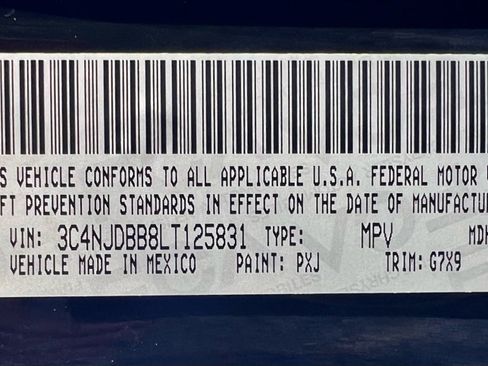 S VEHICLE CONFORMS TO ALL APPLICABLE U.S.A. FEDERAL MOTOR
FT PREVENTION STANDARDS IN EFFECT ON THE DATE OF MANUFACTU
VIN: 3C4NJDBB8LT125831 TYPE: MPV MDH
VEHICLE MADE IN MEXICO PAINT: PXJ TRIM: G7X9